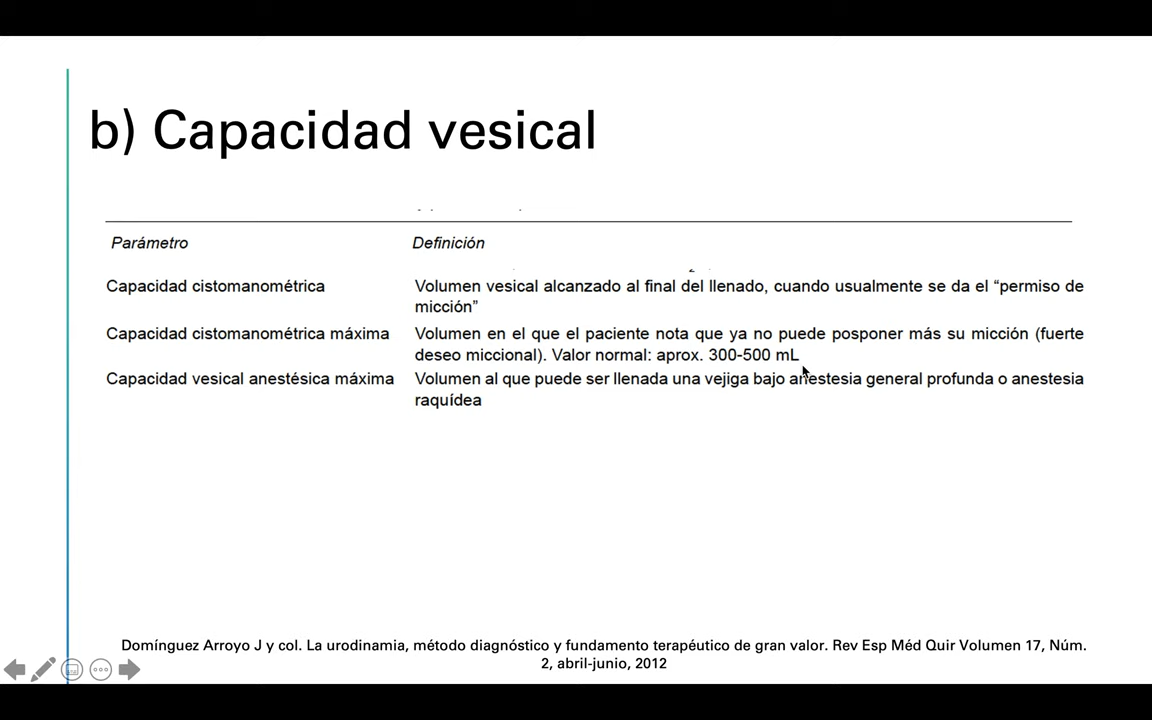 b) Capacidad vesical
Parámetro Definición
Capacidad cistomanométrica Volumen vesical alcanzado al final del llenado, cuando usualmente se da el “permiso de
micción”
Capacidad cistomanométrica máxima Volumen en el que el paciente nota que ya no puede posponer más su micción (fuerte
deseo miccional). Valor normal: aprox. 300-500 mL
Capacidad vesical anestésica máxima Volumen al que puede ser llenada una vejiga bajo anestesia general profunda o anestesia
raquídea
Domínguez Arroyo J y col. La urodinamia, método diagnóstico y fundamento terapéutico de gran valor. Rev Esp Méd Quir Volumen 17, Núm.
2, abril-junio, 2012